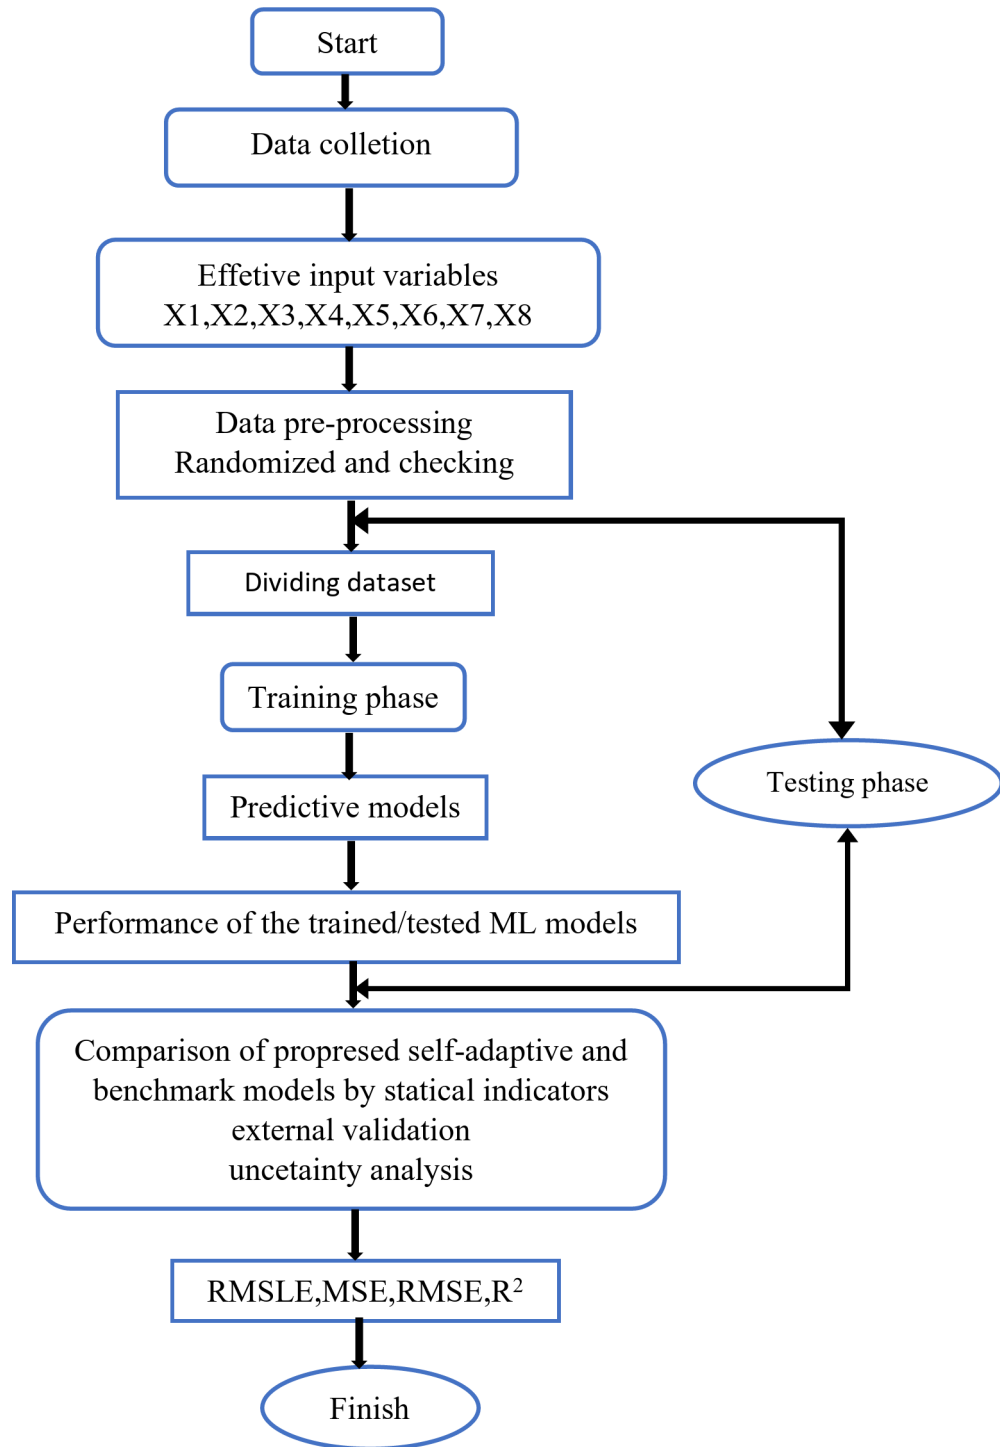 Start
Data colletion
Effetive input variables
X1,X2,X3,X4,X5,X6,X7,X8
Data pre-processing
Randomized and checking
Dividing dataset
Training phase
Predictive models
Testing phase
Performance of the trained/tested ML models
Comparison of propresed self-adaptive and
benchmark models by statical indicators
external validation
uncetainty analysis
RMSLE,MSE,RMSE,R²
Finish